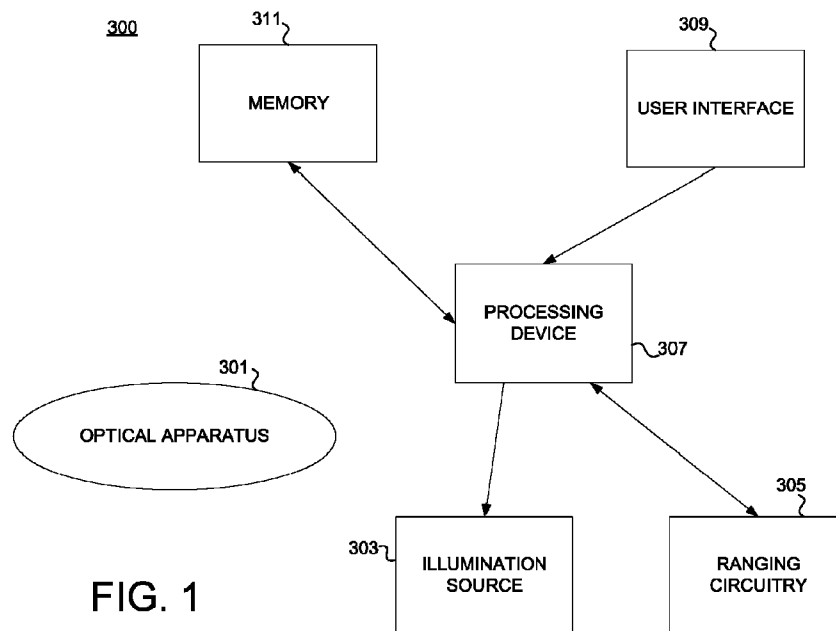 300
311
MEMORY
309
USER INTERFACE
PROCESSING
DEVICE
307
301
OPTICAL APPARATUS
303
ILLUMINATION
SOURCE
305
RANGING
CIRCUITRY
FIG. 1